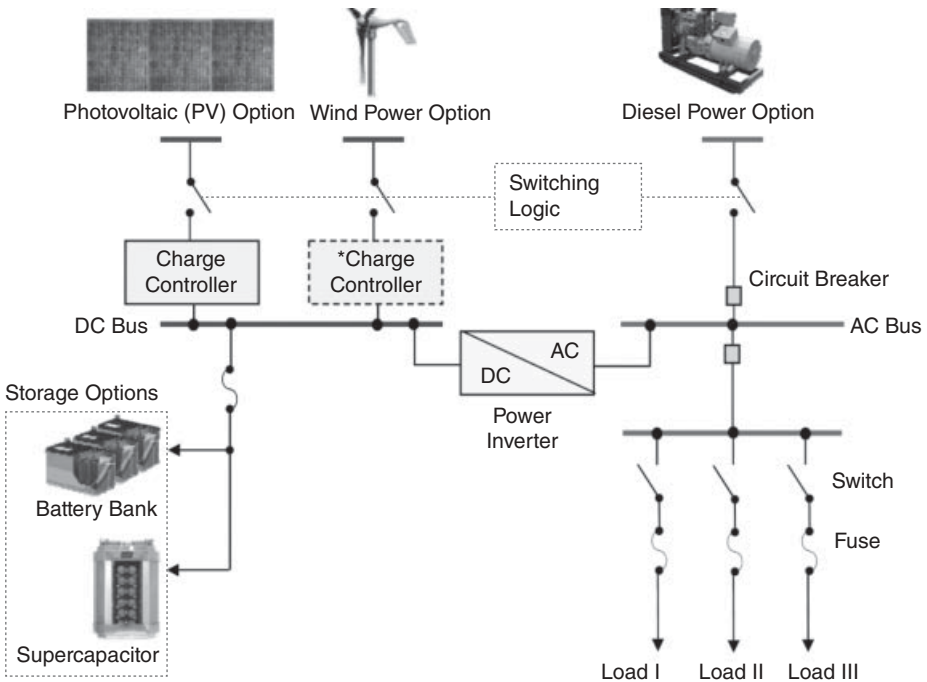 Photovoltaic (PV) Option
Wind Power Option
Diesel Power Option
Switching
Logic
Charge
Controller
*Charge
Controller
Circuit Breaker
DC Bus
AC Bus
AC
DC
Power
Inverter
Storage Options
Battery Bank
Supercapacitor
Switch
Fuse
Load I
Load II
Load III